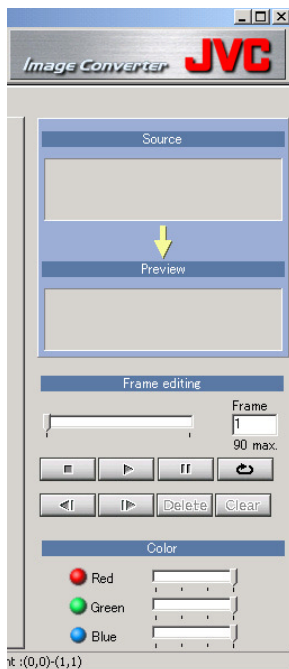 Image Converter JVC
Source
Preview
Frame editing
Frame
1
90 max.
Delete Clear
Color
Red
Green
Blue
nt :(0,0)-(1,1)